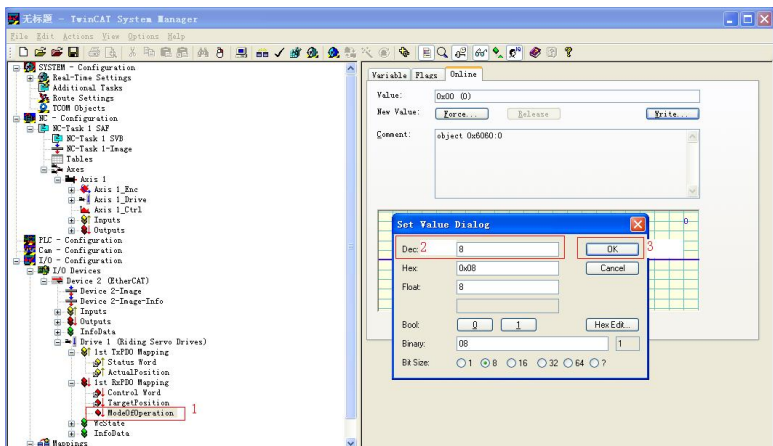 无标题 - TwinCAT System Manager
File Edit Actions View Options Help
SYSTEM - Configuration
Real-Time Settings
Additional Tasks
Route Settings
TCOM Objects
NC - Configuration
NC-Task 1 SAF
NC-Task 1 SVB
NC-Task 1-Image
Tables
Axes
Axis 1
Axis 1_Enc
Axis 1_Drive
Axis 1_Ctrl
Inputs
Outputs
PLC - Configuration
Cam - Configuration
I/O - Configuration
I/O Devices
Device 2 (EtherCAT)
Device 2-Image
Device 2-Image-Info
Inputs
Outputs
InfoData
Drive 1 (Riding Servo Drives)
1st TxPDO Mapping
Status Word
ActualPosition
1st RxPDO Mapping
Control Word
TargetPosition
ModeOfOperation 1
WcState
InfoData
Mappings
Variable Flags Online
Value: 0x00 (0)
New Value: Force... Release Write...
Comment: object 0x6060:0
0
Set Value Dialog
Dec: 2 8 OK 3
Hex: 0x08 Cancel
Float: 8
Bool: 0 1 Hex Edit...
Binary: 08 1
Bit Size: 1 8 16 32 64 ?